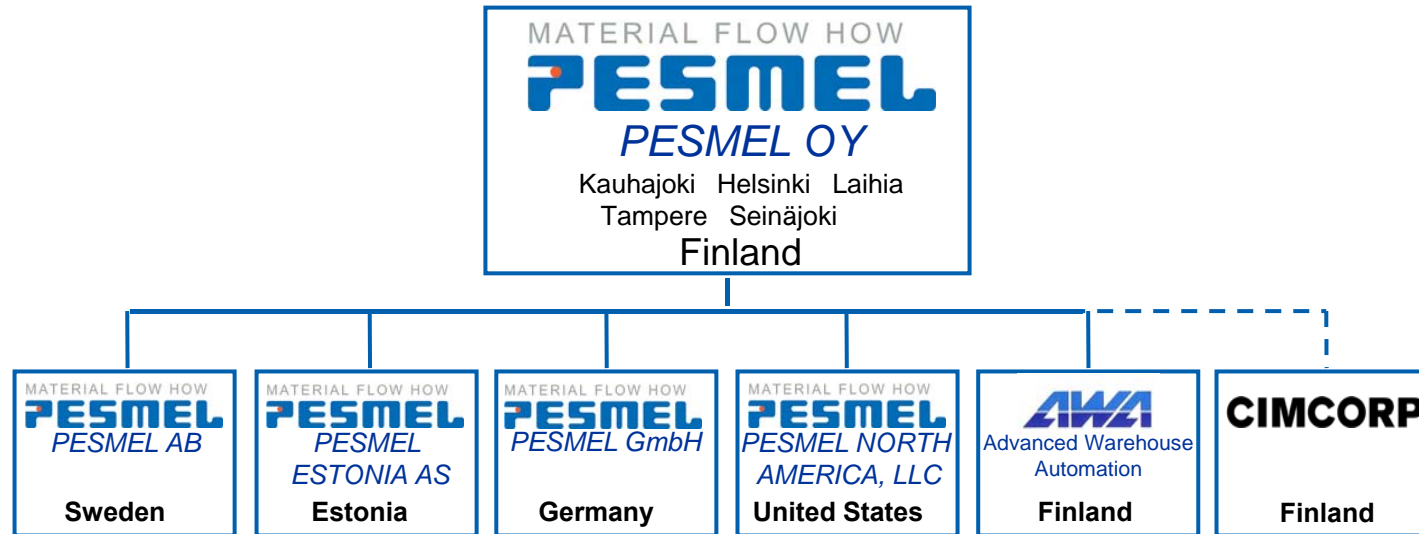 MATERIAL FLOW HOW
PESMEL
PESMEL OY
Kauhajoki Helsinki Laihia
Tampere Seinäjoki
Finland
MATERIAL FLOW HOW
PESMEL
PESMEL AB
Sweden
MATERIAL FLOW HOW
PESMEL
PESMEL
ESTONIA AS
Estonia
MATERIAL FLOW HOW
PESMEL
PESMEL GmbH
Germany
MATERIAL FLOW HOW
PESMEL
PESMEL NORTH
AMERICA, LLC
United States
AWA
Advanced Warehouse
Automation
Finland
CIMCORP
Finland